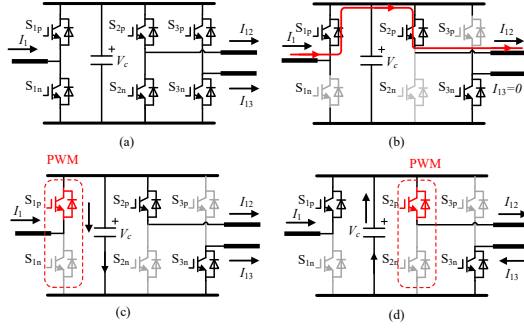 S1p
S2p
S3p
I12
I1
+
Vc
S1n
S2n
S3n
I13
(a)
S1p
S2p
S3p
I12
I1
+
Vc
S1n
S2n
S3n
I13=0
(b)
PWM
S1p
S2p
S3p
I12
I1
+
Vc
S1n
S2n
S3n
I13
(c)
PWM
S1p
S2p
S3p
I12
I1
+
Vc
S1n
S2n
S3n
I13
(d)